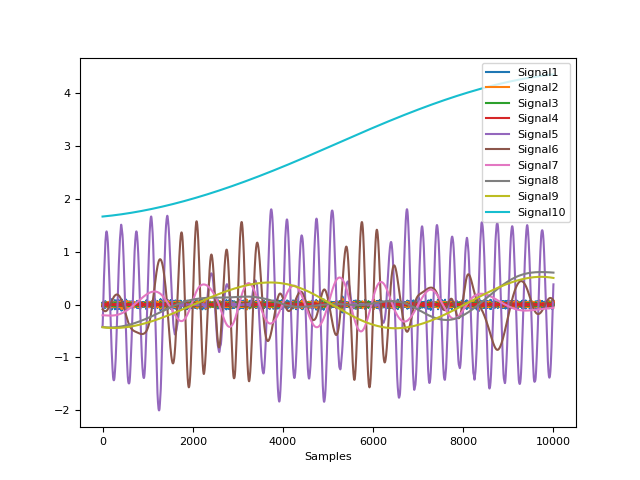 Signal1
Signal2
Signal3
Signal4
Signal5
Signal6
Signal7
Signal8
Signal9
Signal10
4
3
2
1
0
−1
−2
0
2000
4000
6000
8000
10000
Samples